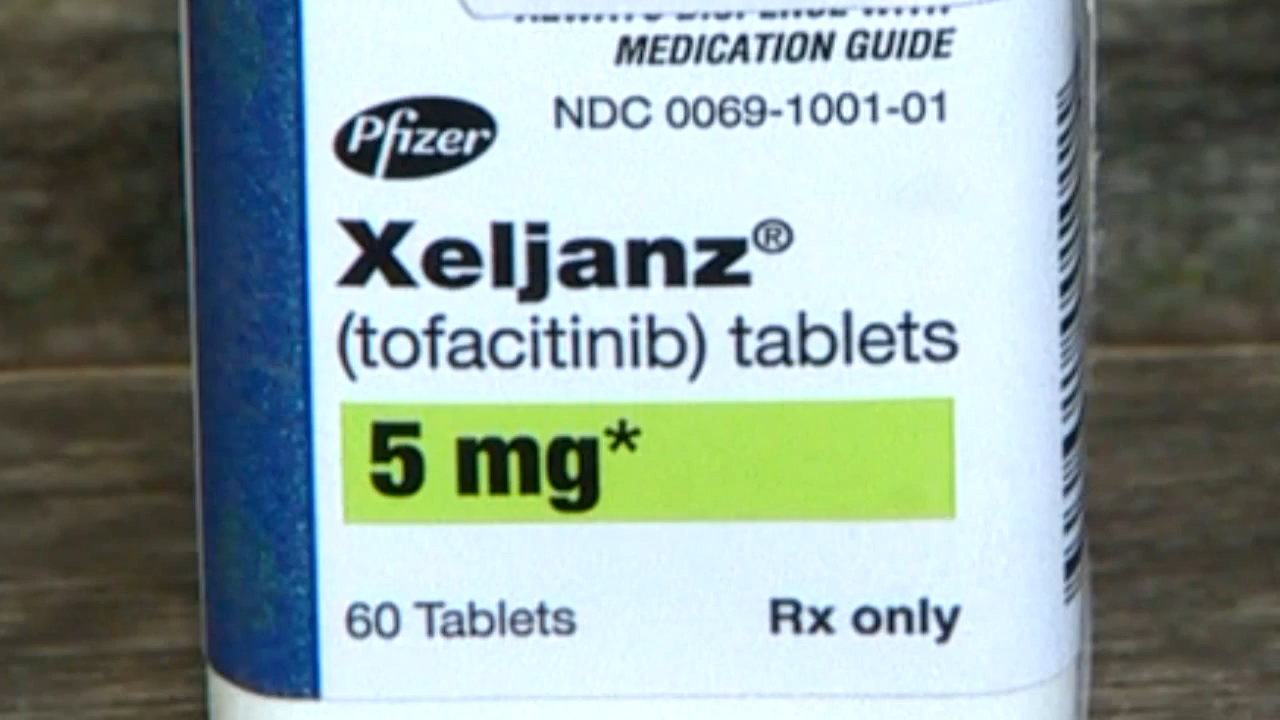 MEDICATION GUIDE
NDC 0069-1001-01
Pfizer
Xeljanz®
(tofacitinib) tablets
5 mg*
60 Tablets
Rx only